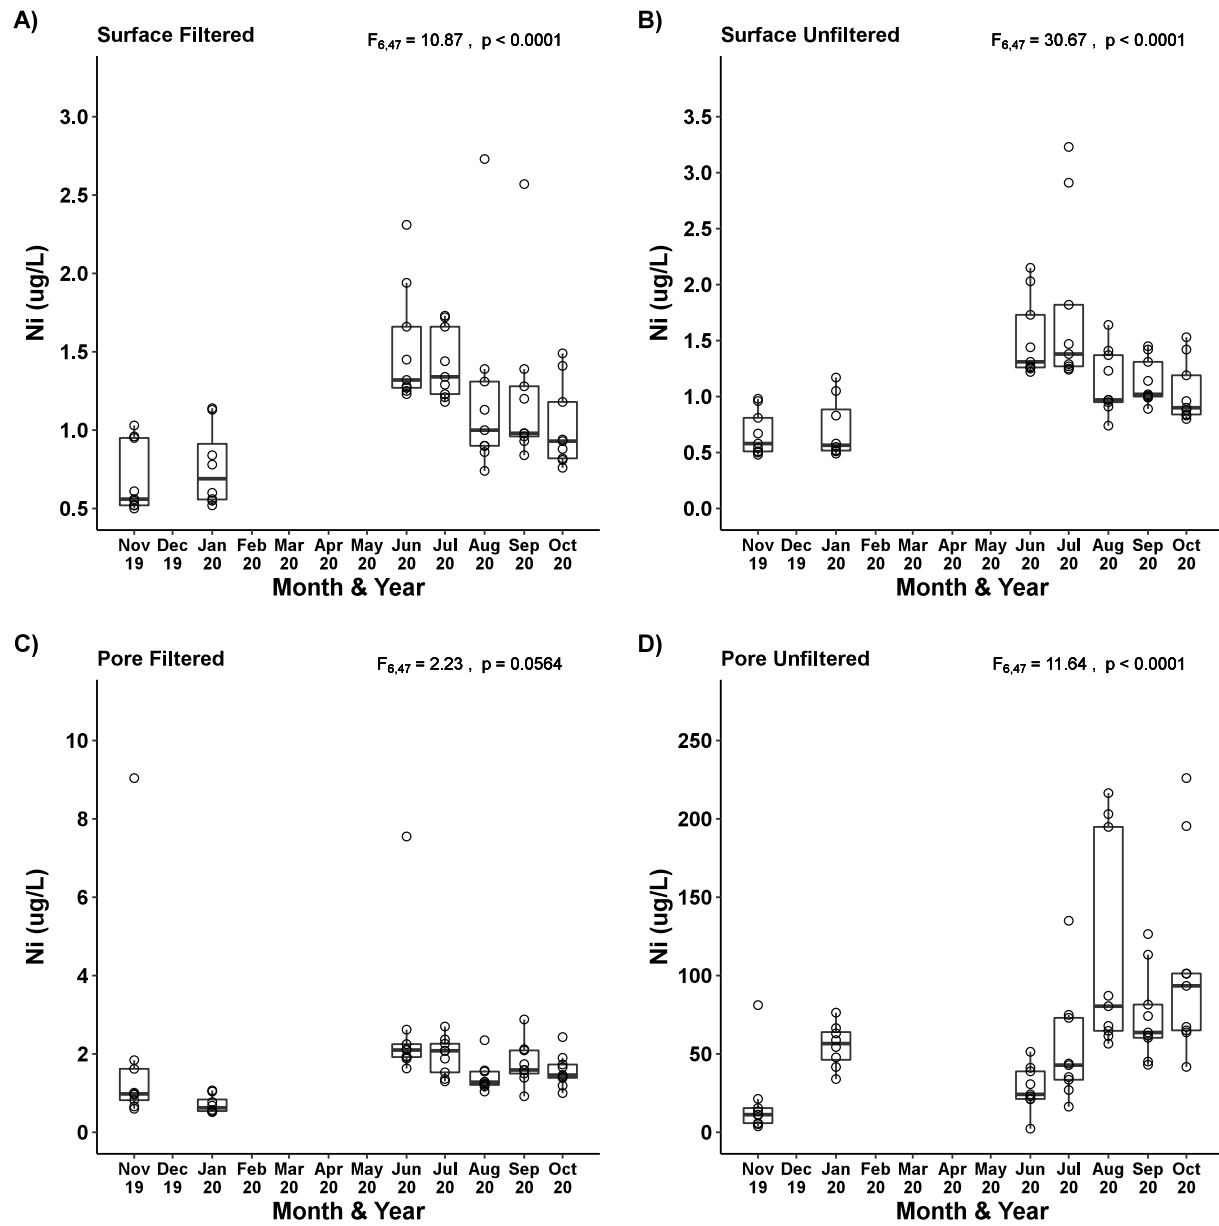 A)
Surface Filtered
F6,47 = 10.87 , p < 0.0001
Ni (ug/L)
3.0
2.5
2.0
1.5
1.0
0.5
Nov Dec Jan Feb Mar Apr May Jun Jul Aug Sep Oct
19 19 20 20 20 20 20 20 20 20 20 20
Month & Year
B)
Surface Unfiltered
F6,47 = 30.67 , p < 0.0001
Ni (ug/L)
3.5
3.0
2.5
2.0
1.5
1.0
0.5
0.0
Nov Dec Jan Feb Mar Apr May Jun Jul Aug Sep Oct
19 19 20 20 20 20 20 20 20 20 20 20
Month & Year
C)
Pore Filtered
F6,47 = 2.23 , p = 0.0564
Ni (ug/L)
10
8
6
4
2
0
Nov Dec Jan Feb Mar Apr May Jun Jul Aug Sep Oct
19 19 20 20 20 20 20 20 20 20 20 20
Month & Year
D)
Pore Unfiltered
F6,47 = 11.64 , p < 0.0001
Ni (ug/L)
250
200
150
100
50
0
Nov Dec Jan Feb Mar Apr May Jun Jul Aug Sep Oct
19 19 20 20 20 20 20 20 20 20 20 20
Month & Year